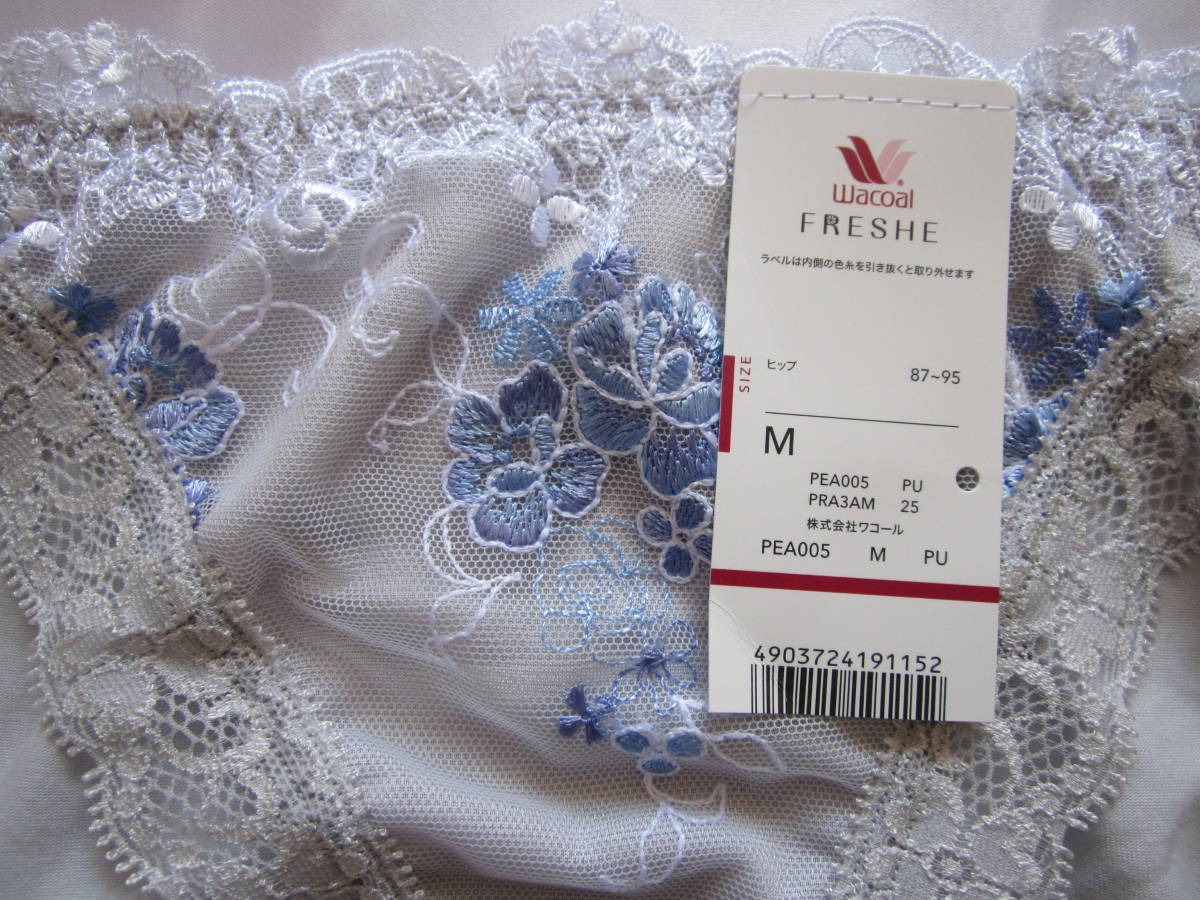 Wacoal
FRESHE
ラベルは内側の色糸を引き抜くと取り外せます
SIZE
ヒップ 87~95
M
PEA005 PU
PRA3AM 25
株式会社ワコール
PEA005 M PU
4903724191152